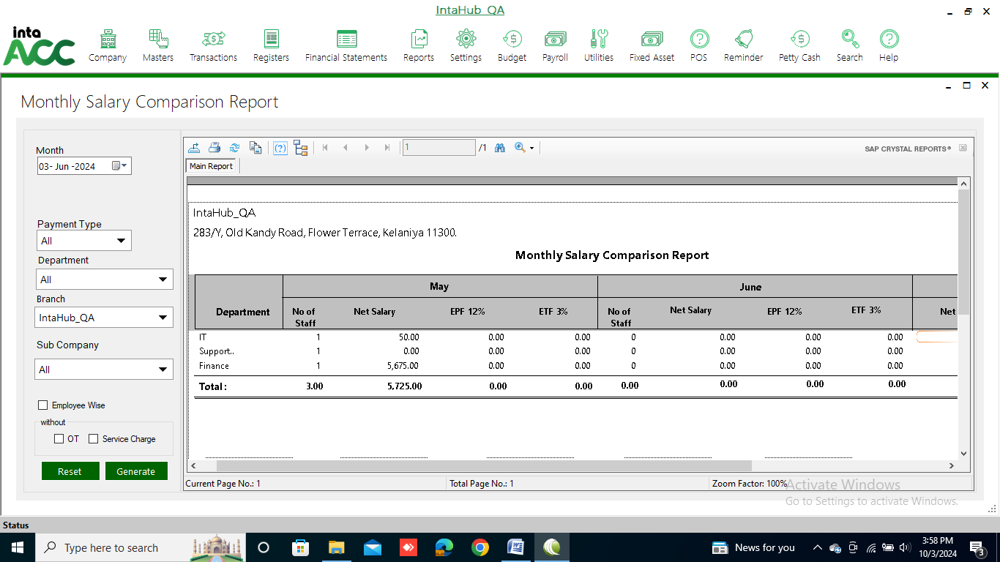 IntaHub_QA
inta
ACC
Company
Masters
Transactions
Registers
Financial Statements
Reports
Settings
Budget
Payroll
Utilities
Fixed Asset
POS
Reminder
Petty Cash
Search
Help
Monthly Salary Comparison Report
Month
03- Jun -2024
Payment Type
All
Department
All
Branch
IntaHub_QA
Sub Company
All
Employee Wise
without
OT Service Charge
Reset Generate
1 /1
SAP CRYSTAL REPORTS®
Main Report
IntaHub_QA
283/Y, Old Kandy Road, Flower Terrace, Kelaniya 11300.
Monthly Salary Comparison Report
May June
Department No of Staff Net Salary EPF 12% ETF 3% No of Staff Net Salary EPF 12% ETF 3% Net
IT 1 50.00 0.00 0.00 0 0.00 0.00 0.00
Support.. 1 0.00 0.00 0.00 0 0.00 0.00 0.00
Finance 1 5,675.00 0.00 0.00 0 0.00 0.00 0.00
Total : 3.00 5,725.00 0.00 0.00 0.00 0.00 0.00 0.00
Current Page No.: 1 Total Page No.: 1 Zoom Factor: 100%
Activate Windows
Go to Settings to activate Windows.
Status
Type here to search
News for you
3:58 PM
10/3/2024
3